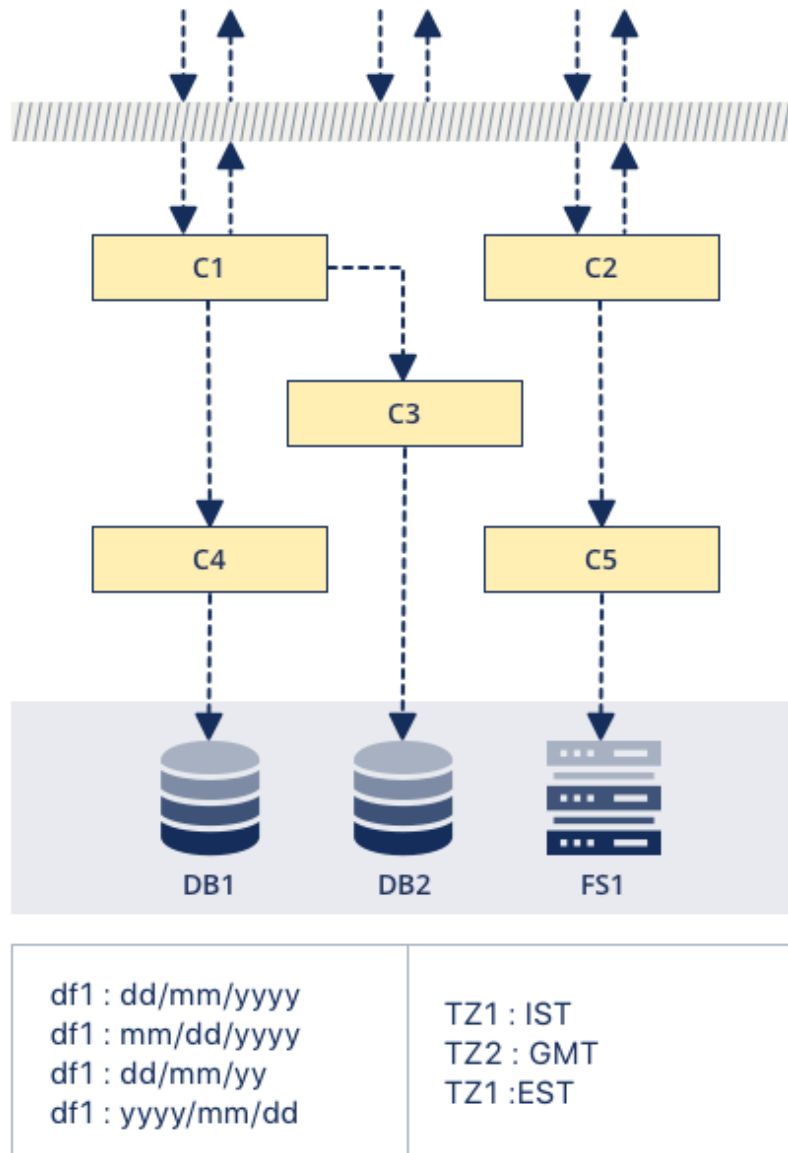 C1
C2
C3
C4
C5
DB1
DB2
FS1
df1 : dd/mm/yyyy
df1 : mm/dd/yyyy
df1 : dd/mm/yy
df1 : yyyy/mm/dd
TZ1 : IST
TZ2 : GMT
TZ1 :EST